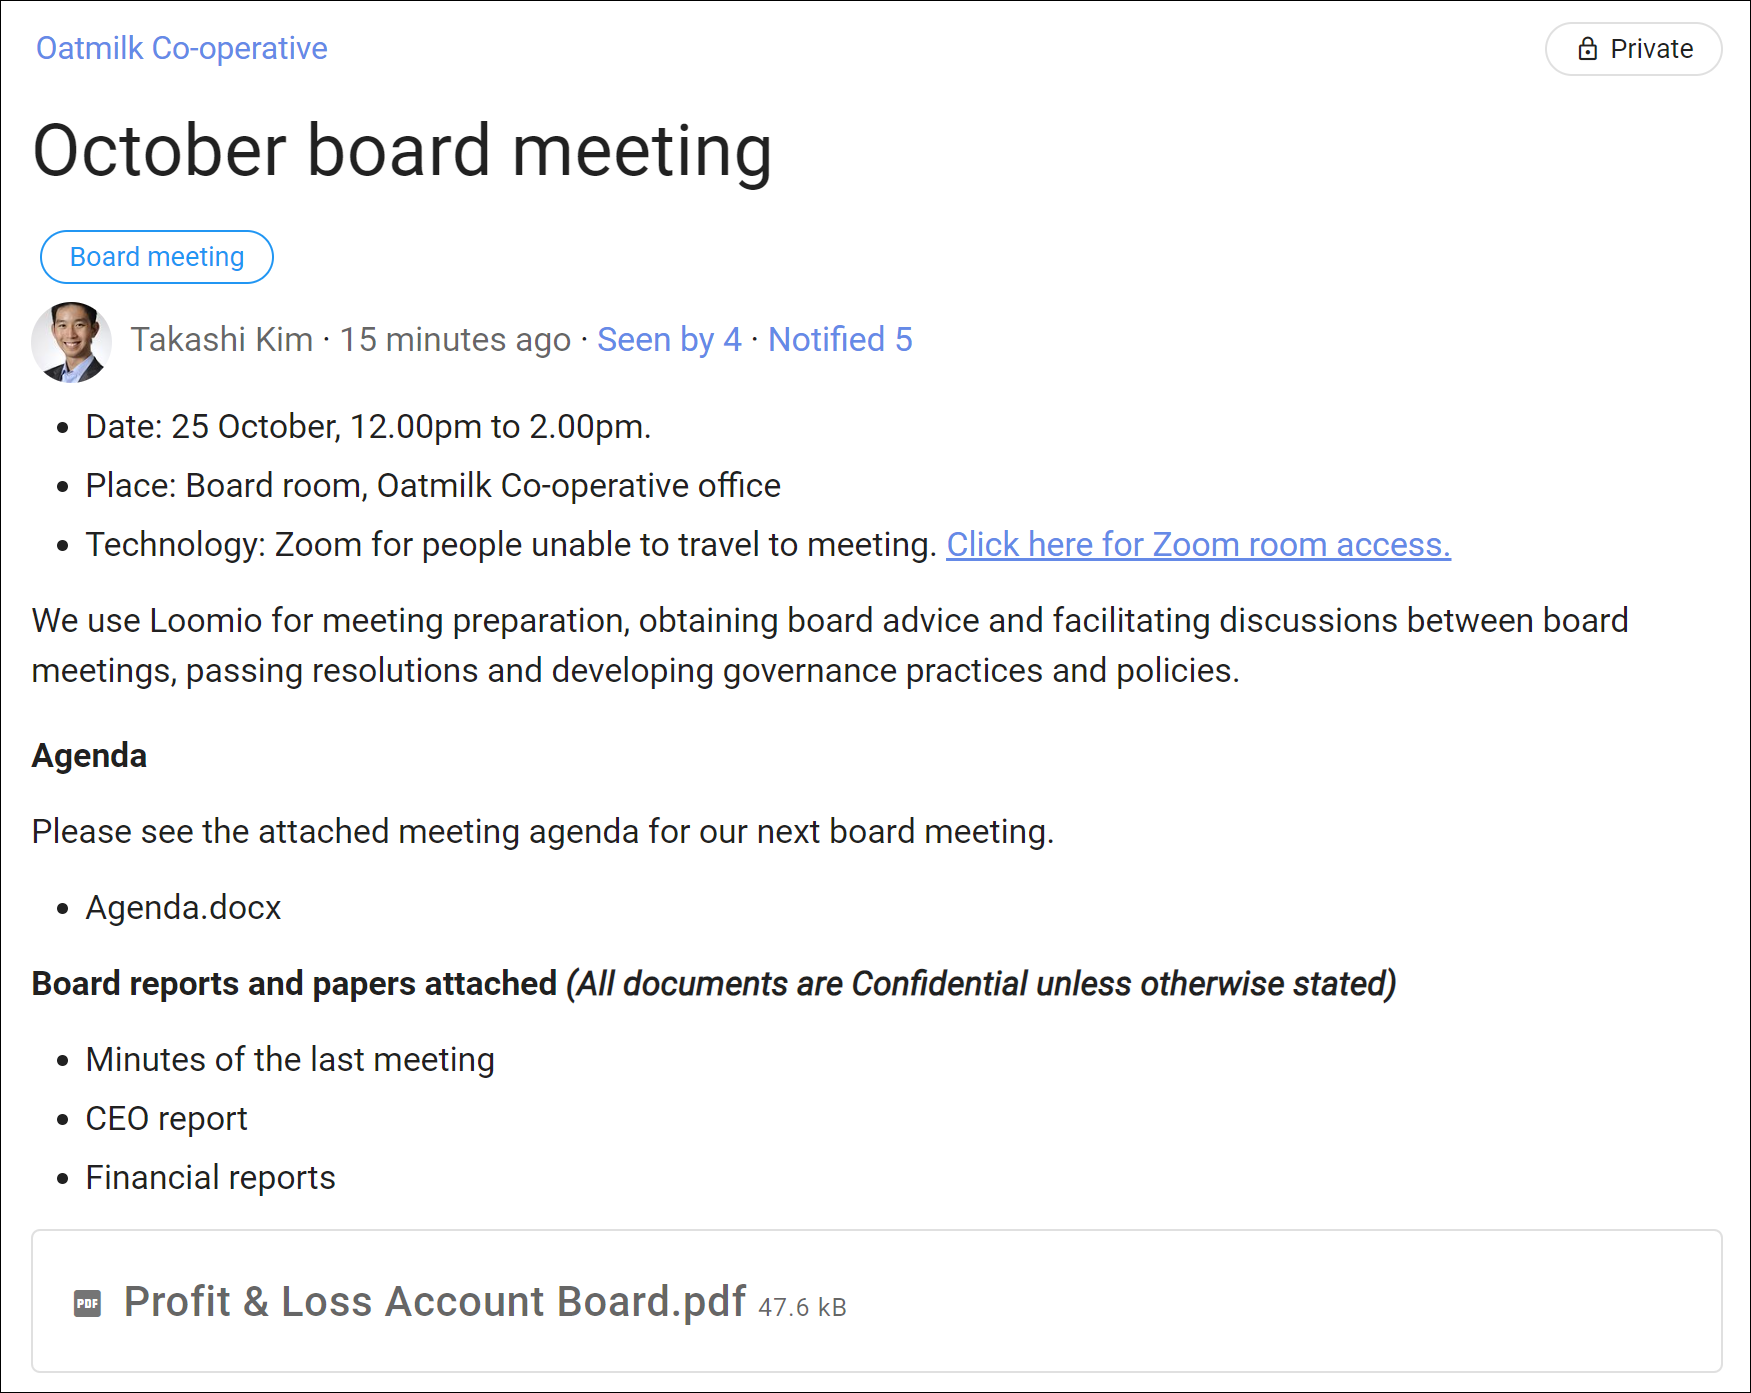 Oatmilk Co-operative
Private
October board meeting
Board meeting
Takashi Kim · 15 minutes ago · Seen by 4 · Notified 5
• Date: 25 October, 12.00pm to 2.00pm.
• Place: Board room, Oatmilk Co-operative office
• Technology: Zoom for people unable to travel to meeting. Click here for Zoom room access.
We use Loomio for meeting preparation, obtaining board advice and facilitating discussions between board
meetings, passing resolutions and developing governance practices and policies.
Agenda
Please see the attached meeting agenda for our next board meeting.
• Agenda.docx
Board reports and papers attached (All documents are Confidential unless otherwise stated)
• Minutes of the last meeting
• CEO report
• Financial reports
PDF Profit & Loss Account Board.pdf 47.6 kB